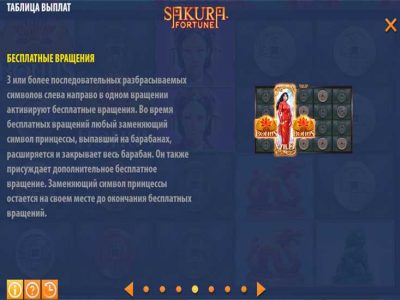 ТАБЛИЦА ВЫПЛАТ
SAKURA
FORTUNE
БЕСПЛАТНЫЕ ВРАЩЕНИЯ
3 или более последовательных разбрасываемых
символов слева направо в одном вращении
активируют бесплатные вращения. Во время
бесплатных вращений любый заменяющий
символ принцессы, выпавший на барабанах,
расширяется и закрывает весь барабан. Он также
присуждает дополнительное бесплатное
вращение. Заменяющий символ принцессы
остается на своем месте до окончания бесплатных
вращений.
BONUS WILD BONUS